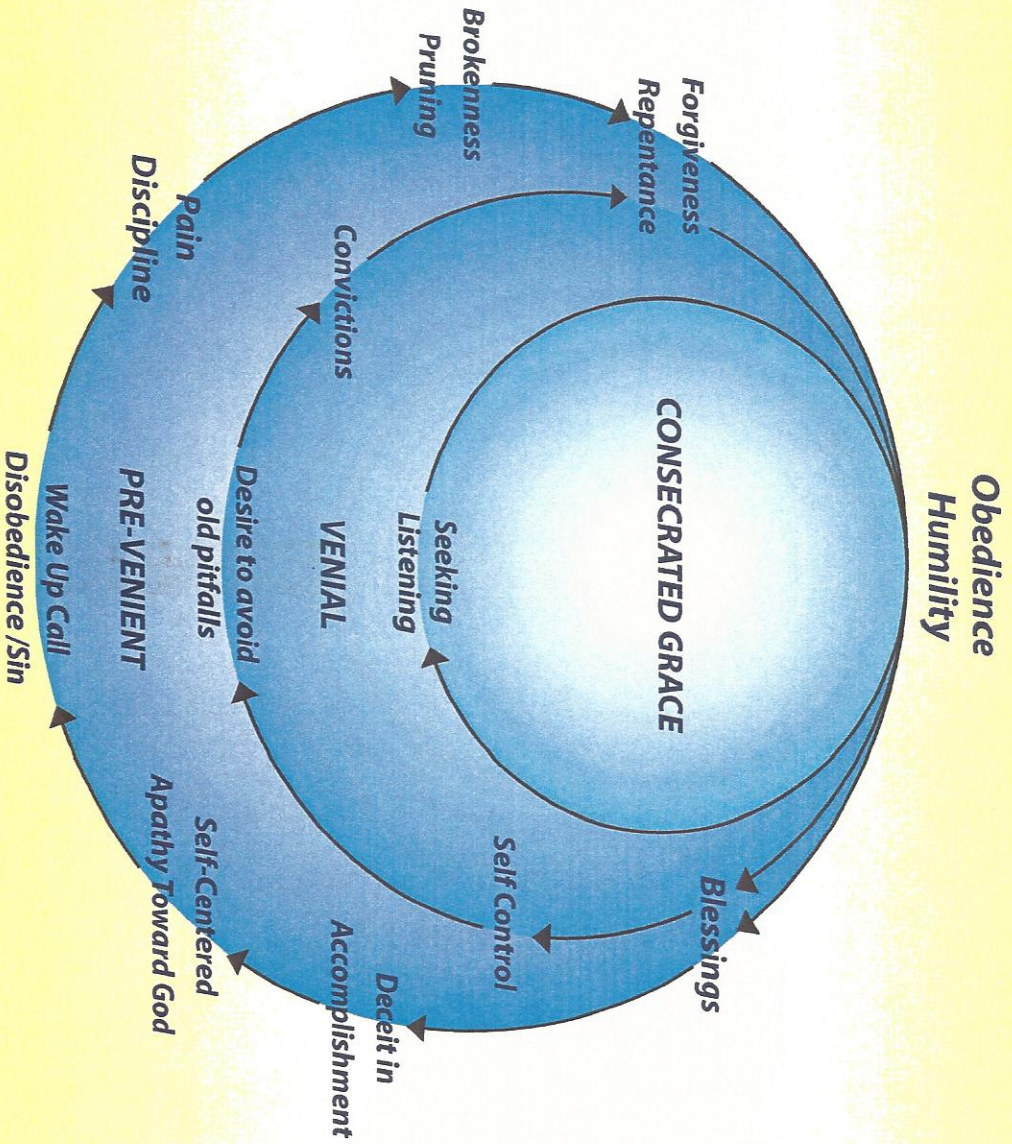 Obedience
Humility
Blessings
Forgiveness
Repentance
CONSECRATED GRACE
Self Control
Brokenness
Pruning
Seeking
Listening
Deceit in
Accomplishment
Convictions
VENIAL
Desire to avoid
old pitfalls
Self-Centered
Apathy Toward God
Pain
Discipline
PRE-VENIENT
Wake Up Call
Disobedience /Sin